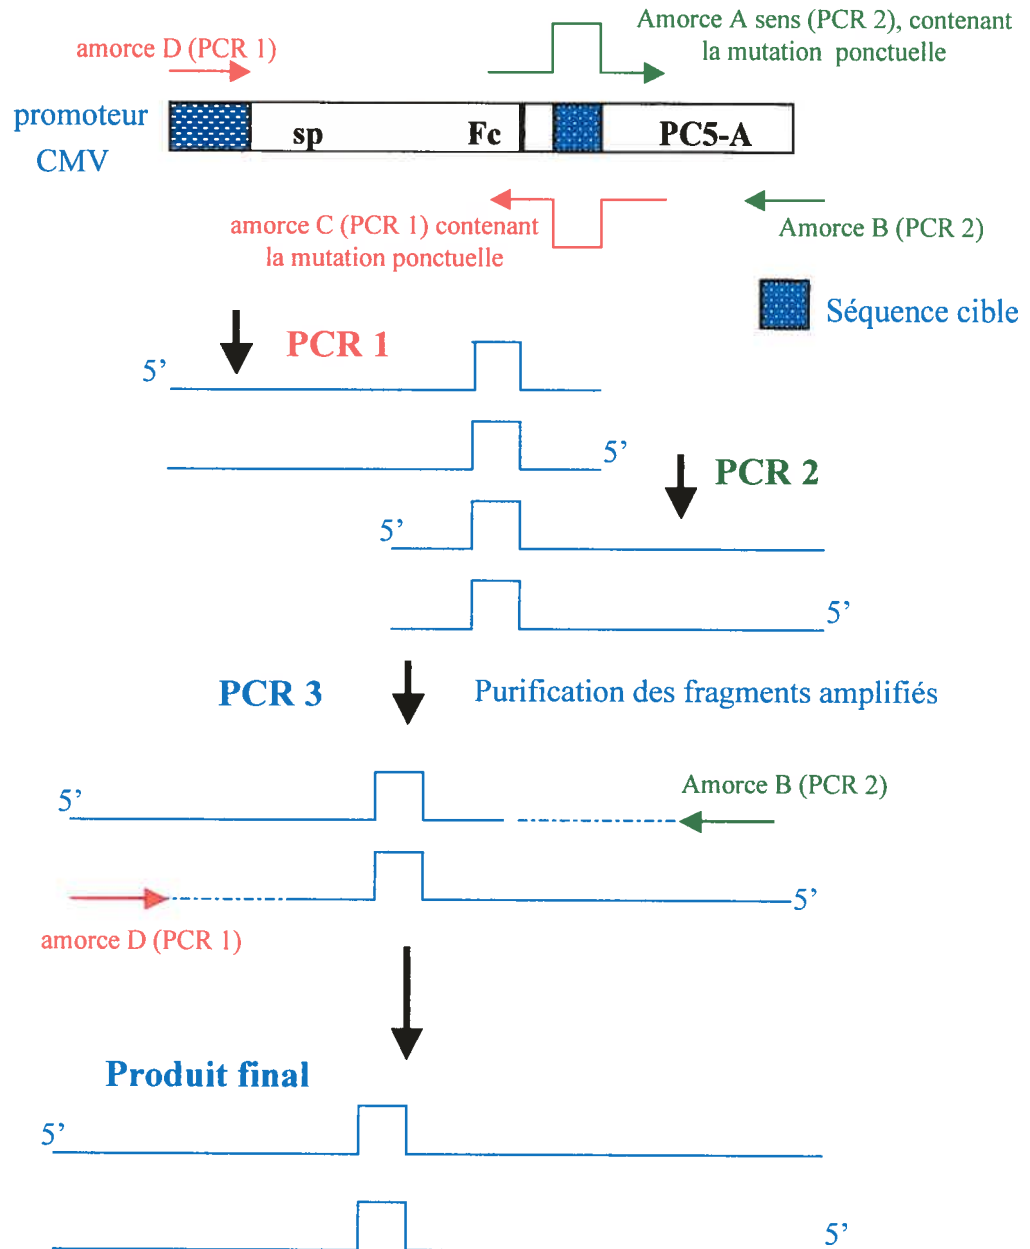 Amorce A sens (PCR 2), contenant
la mutation ponctuelle
amorce D (PCR 1)
promoteur
CMV
sp
Fc
PC5-A
amorce C (PCR 1) contenant
la mutation ponctuelle
Amorce B (PCR 2)
Séquence cible
PCR 1
5’
5’
PCR 2
5’
5’
PCR 3
Purification des fragments amplifiés
5’
Amorce B (PCR 2)
5’
amorce D (PCR 1)
Produit final
5’
5’